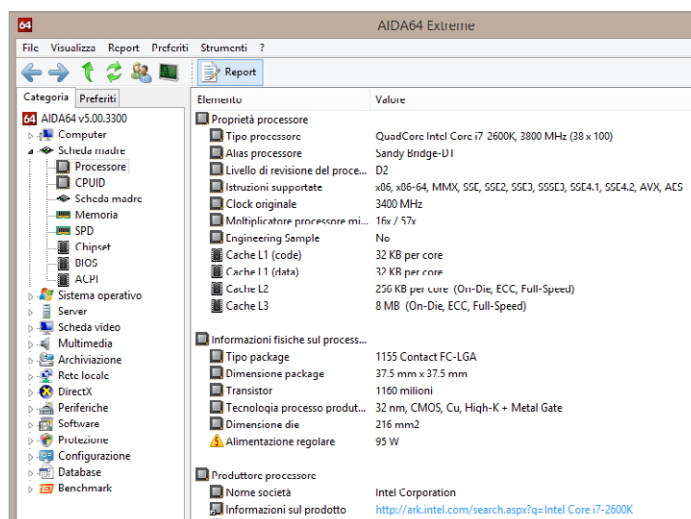 64 AIDA64 Extreme
File Visualizza Report Preferiti Strumenti ?
Report
Categoria Preferiti
64 AIDA64 v5.00.3300
Computer
Scheda madre
Processore
CPUID
Scheda madre
Memoria
SPD
Chipset
BIOS
ACPI
Sistema operativo
Server
Scheda video
Multimedia
Archiviazione
Rete locale
DirectX
Periferiche
Software
Protezione
Configurazione
Database
Benchmark
Elemento Valore
Proprietà processore
Tipo processore QuadCore Intel Core i7 2600K, 3800 MHz (38 x 100)
Alias processore Sandy Bridge-DT
Livello di revisione del proce... D2
Istruzioni supportate x86, x86-64, MMX, SSE, SSE2, SSE3, SSSE3, SSE4.1, SSE4.2, AVX, AES
Clock originale 3400 MHz
Moltiplicatore processore mi... 16x / 57x
Engineering Sample No
Cache L1 (code) 32 KB per core
Cache L1 (data) 32 KB per core
Cache L2 256 KB per core (On-Die, ECC, Full-Speed)
Cache L3 8 MB (On-Die, ECC, Full-Speed)
Informazioni fisiche sul process...
Tipo package 1155 Contact FC-LGA
Dimensione package 37.5 mm x 37.5 mm
Transistor 1160 milioni
Tecnologia processo produt... 32 nm, CMOS, Cu, High-K + Metal Gate
Dimensione die 216 mm2
Alimentazione regolare 95 W
Produttore processore
Nome società Intel Corporation
Informazioni sul prodotto http://ark.intel.com/search.aspx?q=Intel Core i7-2600K